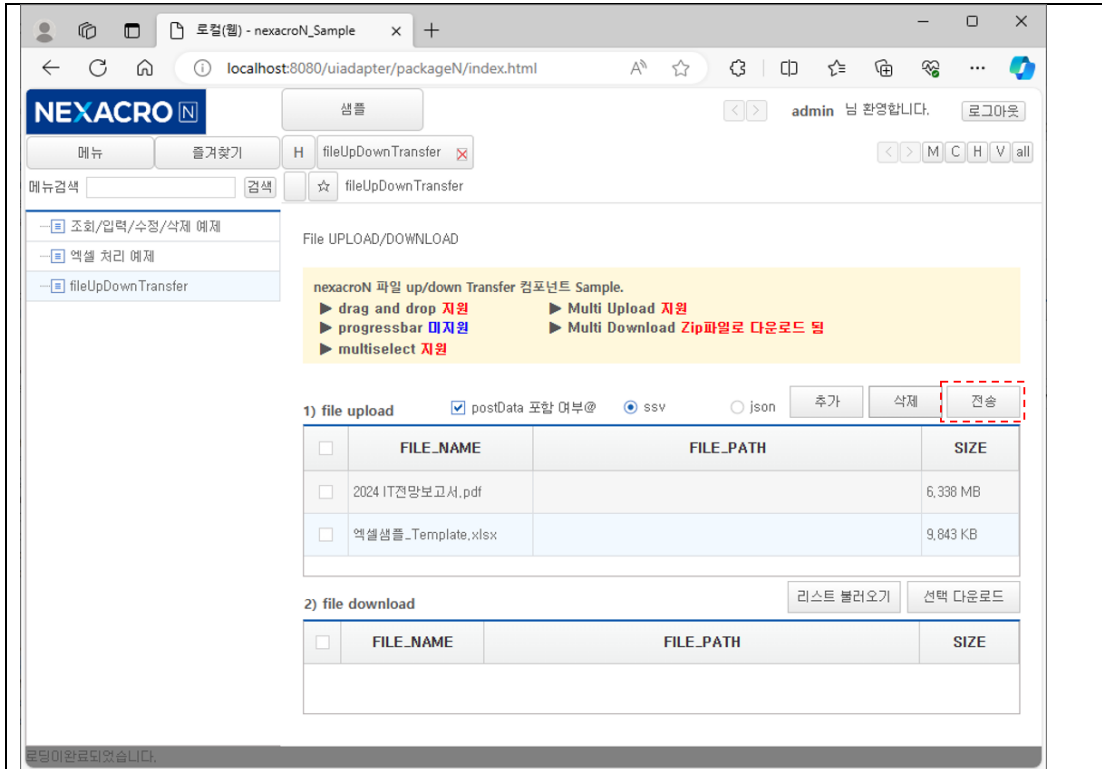 로컬(웹) - nexacroN_Sample
localhost:8080/uiadapter/packageN/index.html
NEXACRO N
샘플
admin 님 환영합니다.
로그아웃
메뉴
즐겨찾기
H
fileUpDownTransfer
M C H V all
메뉴검색
검색
fileUpDownTransfer
조회/입력/수정/삭제 예제
엑셀 처리 예제
fileUpDownTransfer
File UPLOAD/DOWNLOAD
nexacroN 파일 up/down Transfer 컴포넌트 Sample.
▶ drag and drop 지원 ▶ Multi Upload 지원
▶ progressbar 미지원 ▶ Multi Download Zip파일로 다운로드 됨
▶ multiselect 지원
1) file upload postData 포함 여부@ ssv json 추가 삭제 전송
FILE_NAME FILE_PATH SIZE
2024 IT전망보고서.pdf 6,338 MB
엑셀샘플_Template.xlsx 9,843 KB
2) file download 리스트 불러오기 선택 다운로드
FILE_NAME FILE_PATH SIZE
로딩이완료되었습니다.